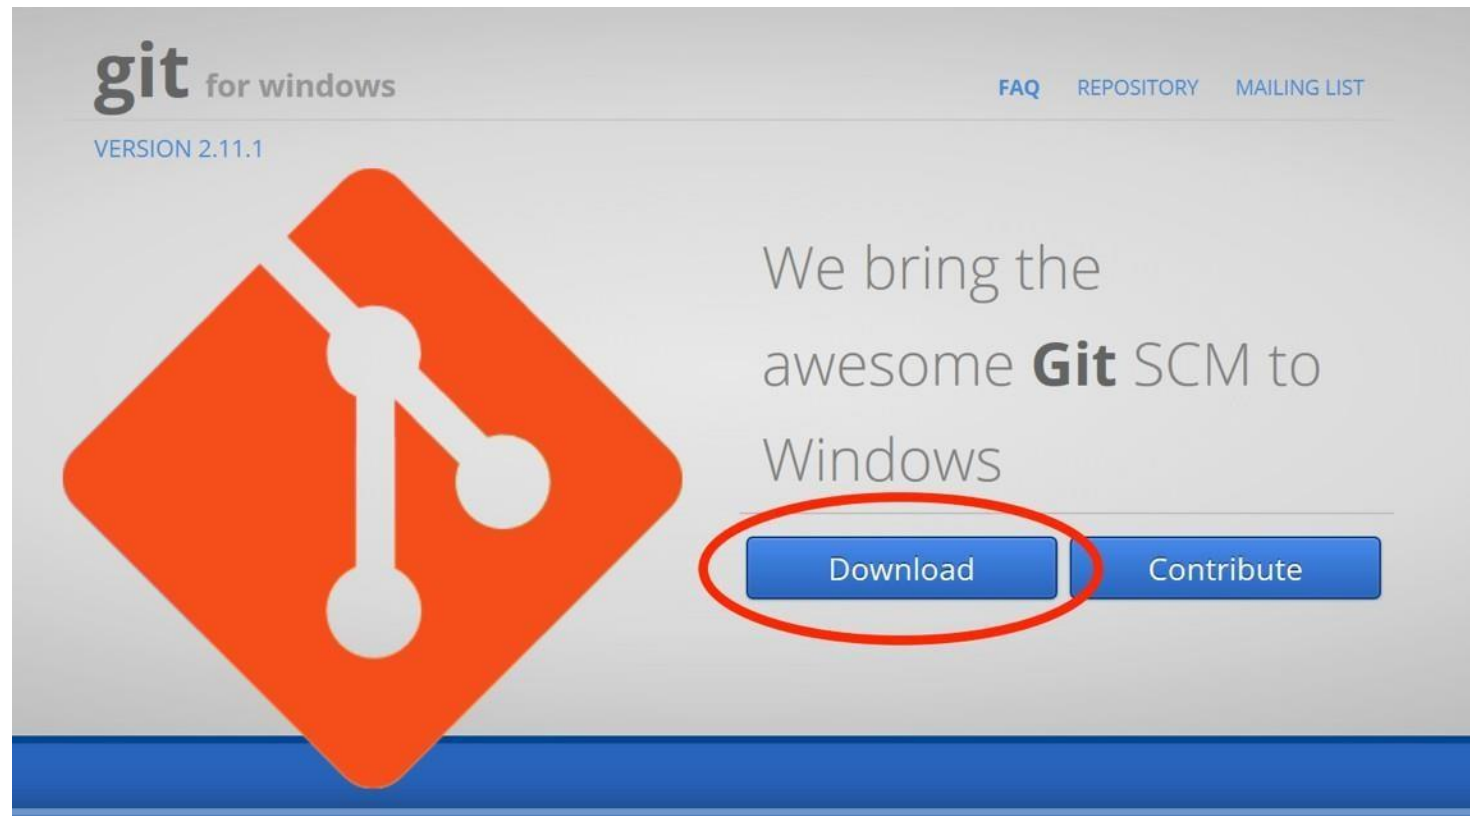 git for windows
FAQ REPOSITORY MAILING LIST
VERSION 2.11.1
We bring the
awesome Git SCM to
Windows
Download Contribute